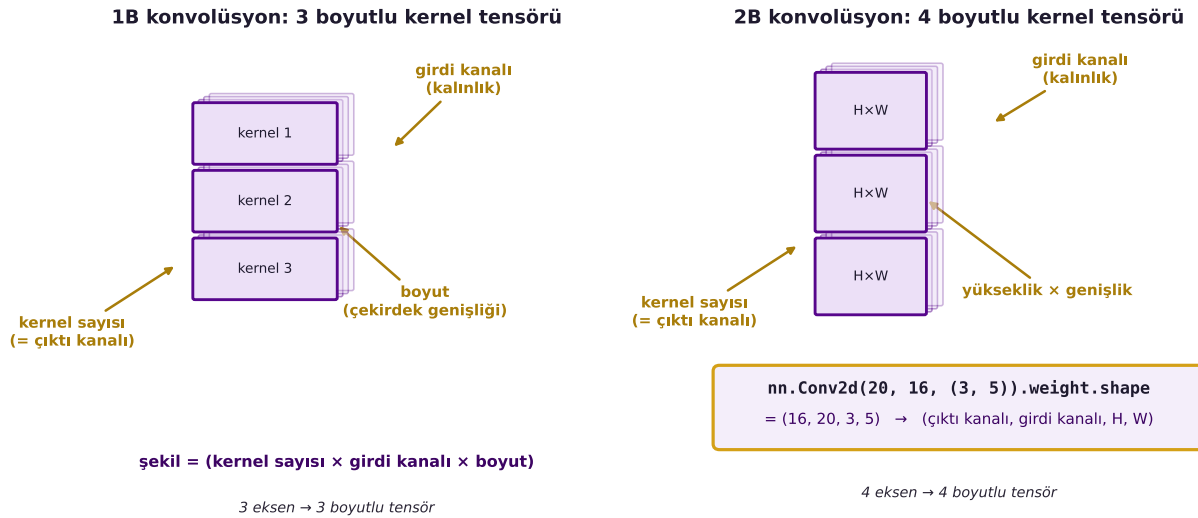 1B konvolüsyon: 3 boyutlu kernel tensörü
girdi kanalı
(kalınlık)
kernel 1
kernel 2
kernel 3
boyut
(çekirdek genişliği)
kernel sayısı
(= çıktı kanalı)
şekil = (kernel sayısı × girdi kanalı × boyut)
3 eksen → 3 boyutlu tensör
2B konvolüsyon: 4 boyutlu kernel tensörü
girdi kanalı
(kalınlık)
H×W
H×W
H×W
yükseklik × genişlik
kernel sayısı
(= çıktı kanalı)
nn.Conv2d(20, 16, (3, 5)).weight.shape
= (16, 20, 3, 5) → (çıktı kanalı, girdi kanalı, H, W)
4 eksen → 4 boyutlu tensör